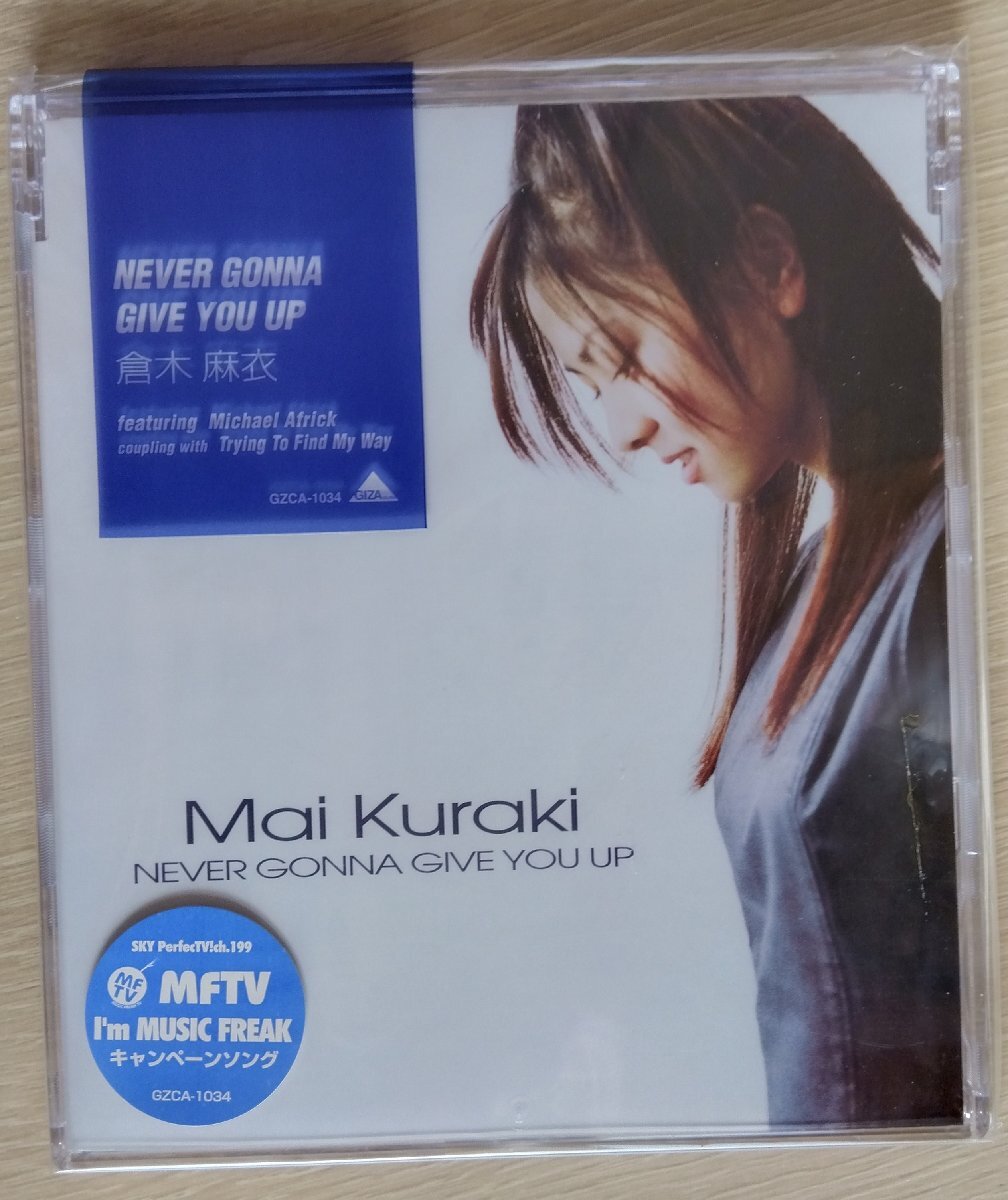 NEVER GONNA
GIVE YOU UP
倉木 麻衣
featuring Michael Africk
coupling with Trying To Find My Way
GZCA-1034 GIZA
Mai Kuraki
NEVER GONNA GIVE YOU UP
SKY PerfecTV!ch.199
MFTV MFTV
I'm MUSIC FREAK
キャンペーンソング
GZCA-1034